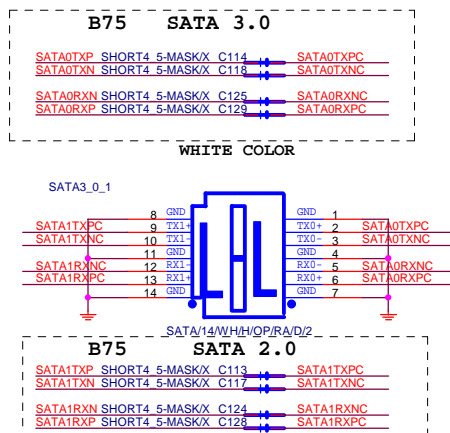 B75 SATA 3.0
SATA0TXP SHORT4_5-MASK/X C114 SATA0TXPC
SATA0TXN SHORT4_5-MASK/X C118 SATA0TXNC
SATA0RXN SHORT4_5-MASK/X C125 SATA0RXNC
SATA0RXP SHORT4_5-MASK/X C129 SATA0RXPC
WHITE COLOR
SATA3_0_1
8 GND GND 1
SATA1TXPC 9 TX1+ TX0+ 2 SATA0TXPC
SATA1TXNC 10 TX1- TX0- 3 SATA0TXNC
11 GND GND 4
SATA1RXNC 12 RX1- RX0- 5 SATA0RXNC
SATA1RXPC 13 RX1+ RX0+ 6 SATA0RXPC
14 GND GND 7
SATA/14/WH/H/OP/RA/D/2
B75 SATA 2.0
SATA1TXP SHORT4_5-MASK/X C113 SATA1TXPC
SATA1TXN SHORT4_5-MASK/X C117 SATA1TXNC
SATA1RXN SHORT4_5-MASK/X C124 SATA1RXNC
SATA1RXP SHORT4_5-MASK/X C128 SATA1RXPC